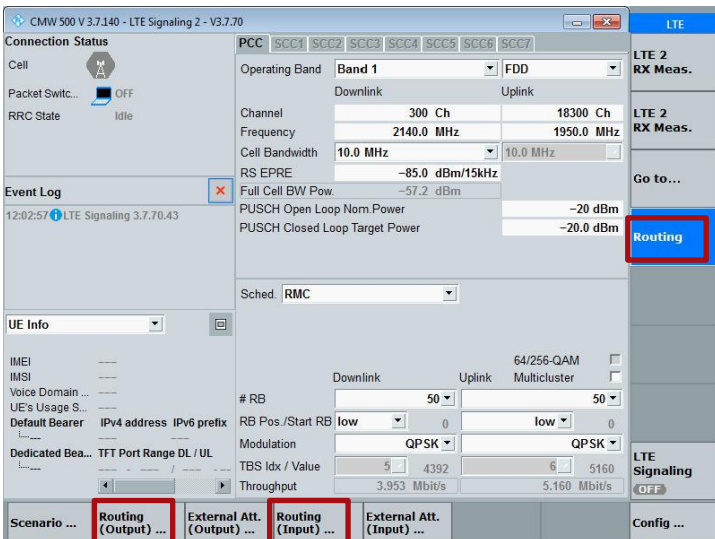 CMW 500 V 3.7.140 - LTE Signaling 2 - V3.7.70
LTE
Connection Status
Cell
Packet Switc... OFF
RRC State Idle
Event Log
12:02:57 LTE Signaling 3.7.70.43
UE Info
IMEI ---
IMSI ---
Voice Domain ... ---
UE's Usage S... ---
Default Bearer IPv4 address IPv6 prefix
--- --- ---
Dedicated Bea... TFT Port Range DL / UL
--- --- - --- / --- - ---
PCC SCC1 SCC2 SCC3 SCC4 SCC5 SCC6 SCC7
Operating Band Band 1 FDD
Downlink Uplink
Channel 300 Ch 18300 Ch
Frequency 2140.0 MHz 1950.0 MHz
Cell Bandwidth 10.0 MHz 10.0 MHz
RS EPRE -85.0 dBm/15kHz
Full Cell BW Pow. -57.2 dBm
PUSCH Open Loop Nom.Power -20 dBm
PUSCH Closed Loop Target Power -20.0 dBm
Sched. RMC
64/256-QAM
Downlink Uplink Multicluster
# RB 50 50
RB Pos./Start RB low 0 low 0
Modulation QPSK QPSK
TBS Idx / Value 5 4392 6 5160
Throughput 3.953 Mbit/s 5.160 Mbit/s
LTE 2
RX Meas.
LTE 2
RX Meas.
Go to...
Routing
LTE
Signaling
OFF
Config ...
Scenario ...
Routing
(Output) ...
External Att.
(Output) ...
Routing
(Input) ...
External Att.
(Input) ...